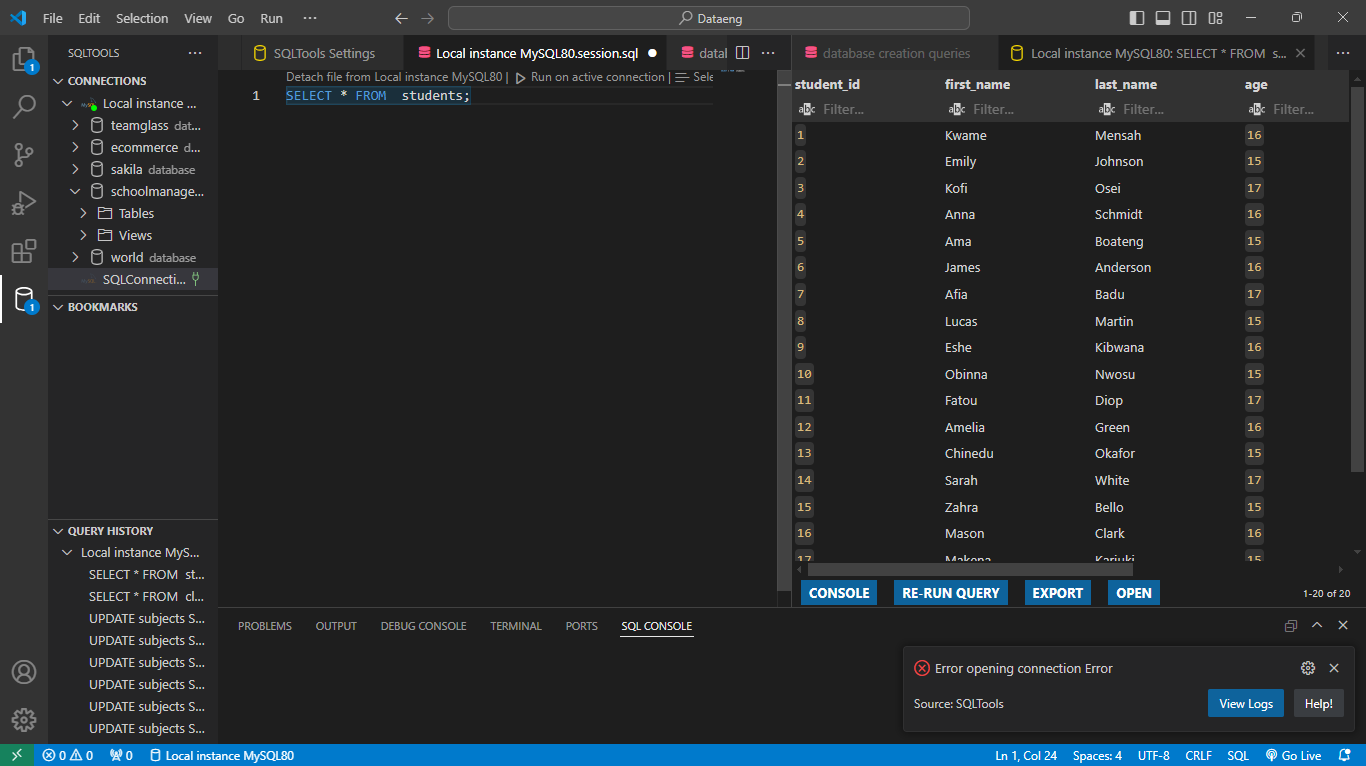 File Edit Selection View Go Run ··· Dataeng
SQLTOOLS ···
CONNECTIONS
Local instance ...
teamglass dat...
ecommerce d...
sakila database
schoolmanage...
Tables
Views
world database
SQLConnecti...
BOOKMARKS
QUERY HISTORY
Local instance MyS...
SELECT * FROM st...
SELECT * FROM cl...
UPDATE subjects S...
UPDATE subjects S...
UPDATE subjects S...
UPDATE subjects S...
UPDATE subjects S...
UPDATE subjects S...
1
1
SQLTools Settings
Local instance MySQL80.session.sql
datal
···
Detach file from Local instance MySQL80 | Run on active connection | Sele
1 SELECT * FROM students;
database creation queries
Local instance MySQL80: SELECT * FROM s...
···
student_id first_name last_name age
abc Filter... abc Filter... abc Filter... abc Filter...
1 Kwame Mensah 16
2 Emily Johnson 15
3 Kofi Osei 17
4 Anna Schmidt 16
5 Ama Boateng 15
6 James Anderson 16
7 Afia Badu 17
8 Lucas Martin 15
9 Eshe Kibwana 16
10 Obinna Nwosu 15
11 Fatou Diop 17
12 Amelia Green 16
13 Chinedu Okafor 15
14 Sarah White 17
15 Zahra Bello 15
16 Mason Clark 16
17 Makena Kariuki 15
CONSOLE RE-RUN QUERY EXPORT OPEN 1-20 of 20
PROBLEMS OUTPUT DEBUG CONSOLE TERMINAL PORTS SQL CONSOLE
Error opening connection Error
Source: SQLTools View Logs Help!
0 0 0 Local instance MySQL80 Ln 1, Col 24 Spaces: 4 UTF-8 CRLF SQL Go Live